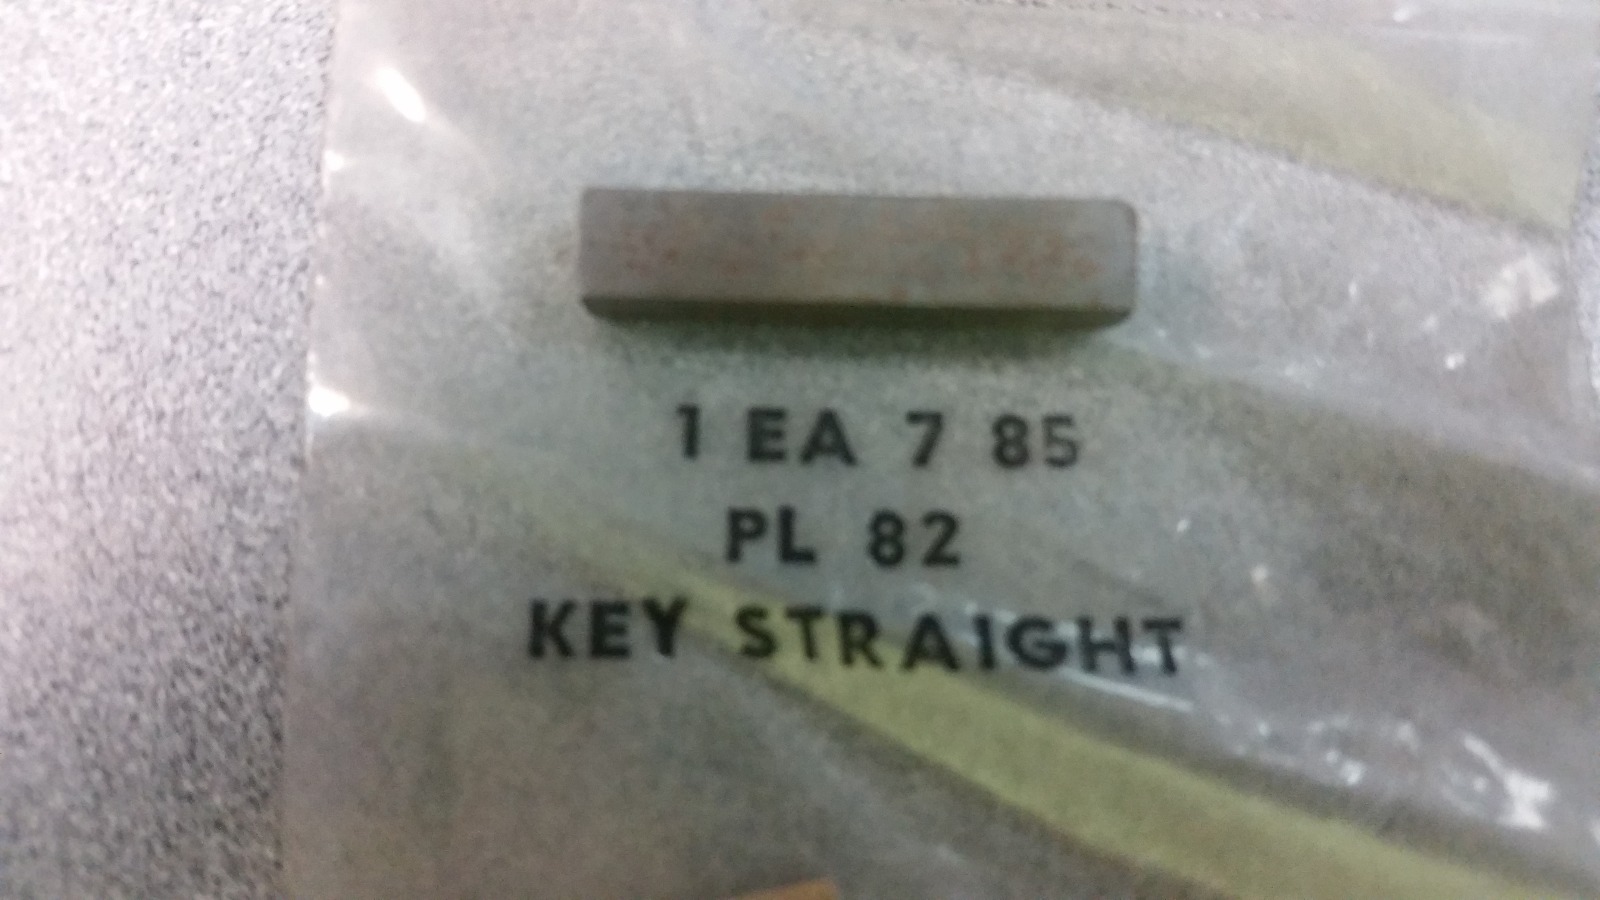 1 EA 7 85
PL 82
KEY STRAIGHT